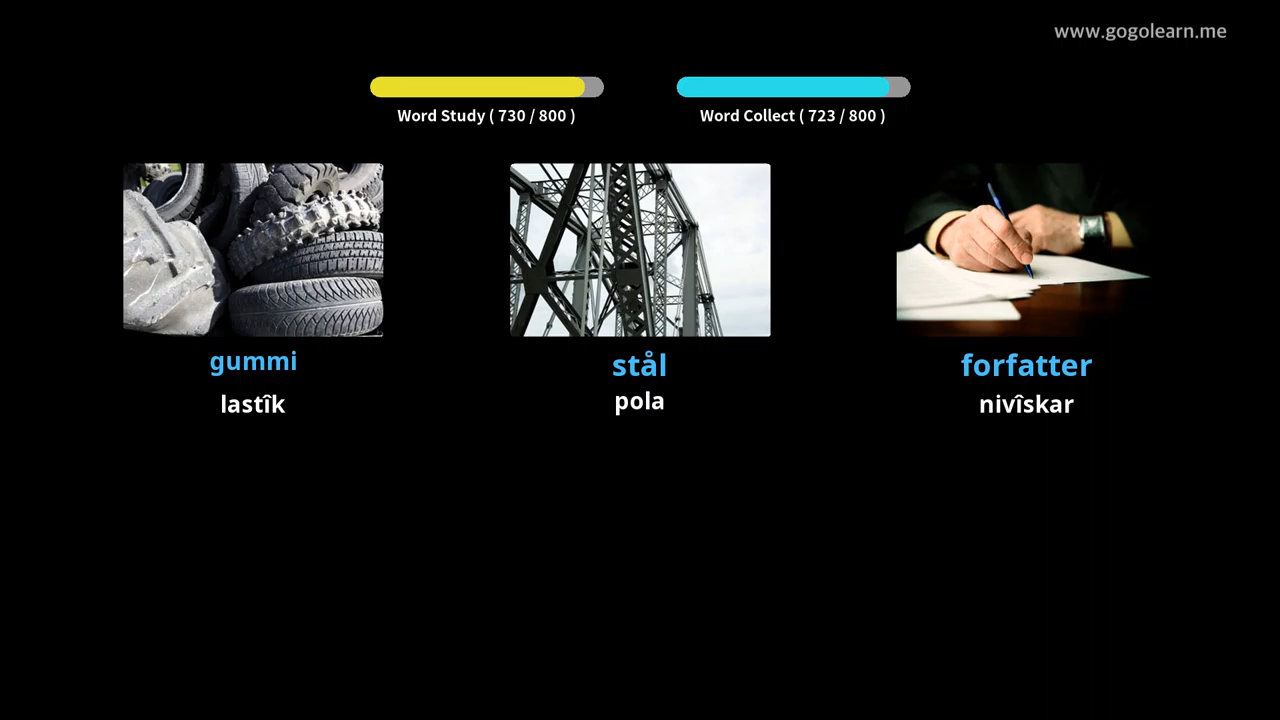 www.gogolearn.me
Word Study ( 730 / 800 )
Word Collect ( 723 / 800 )
gummi
lastîk
stål
pola
forfatter
nivîskar